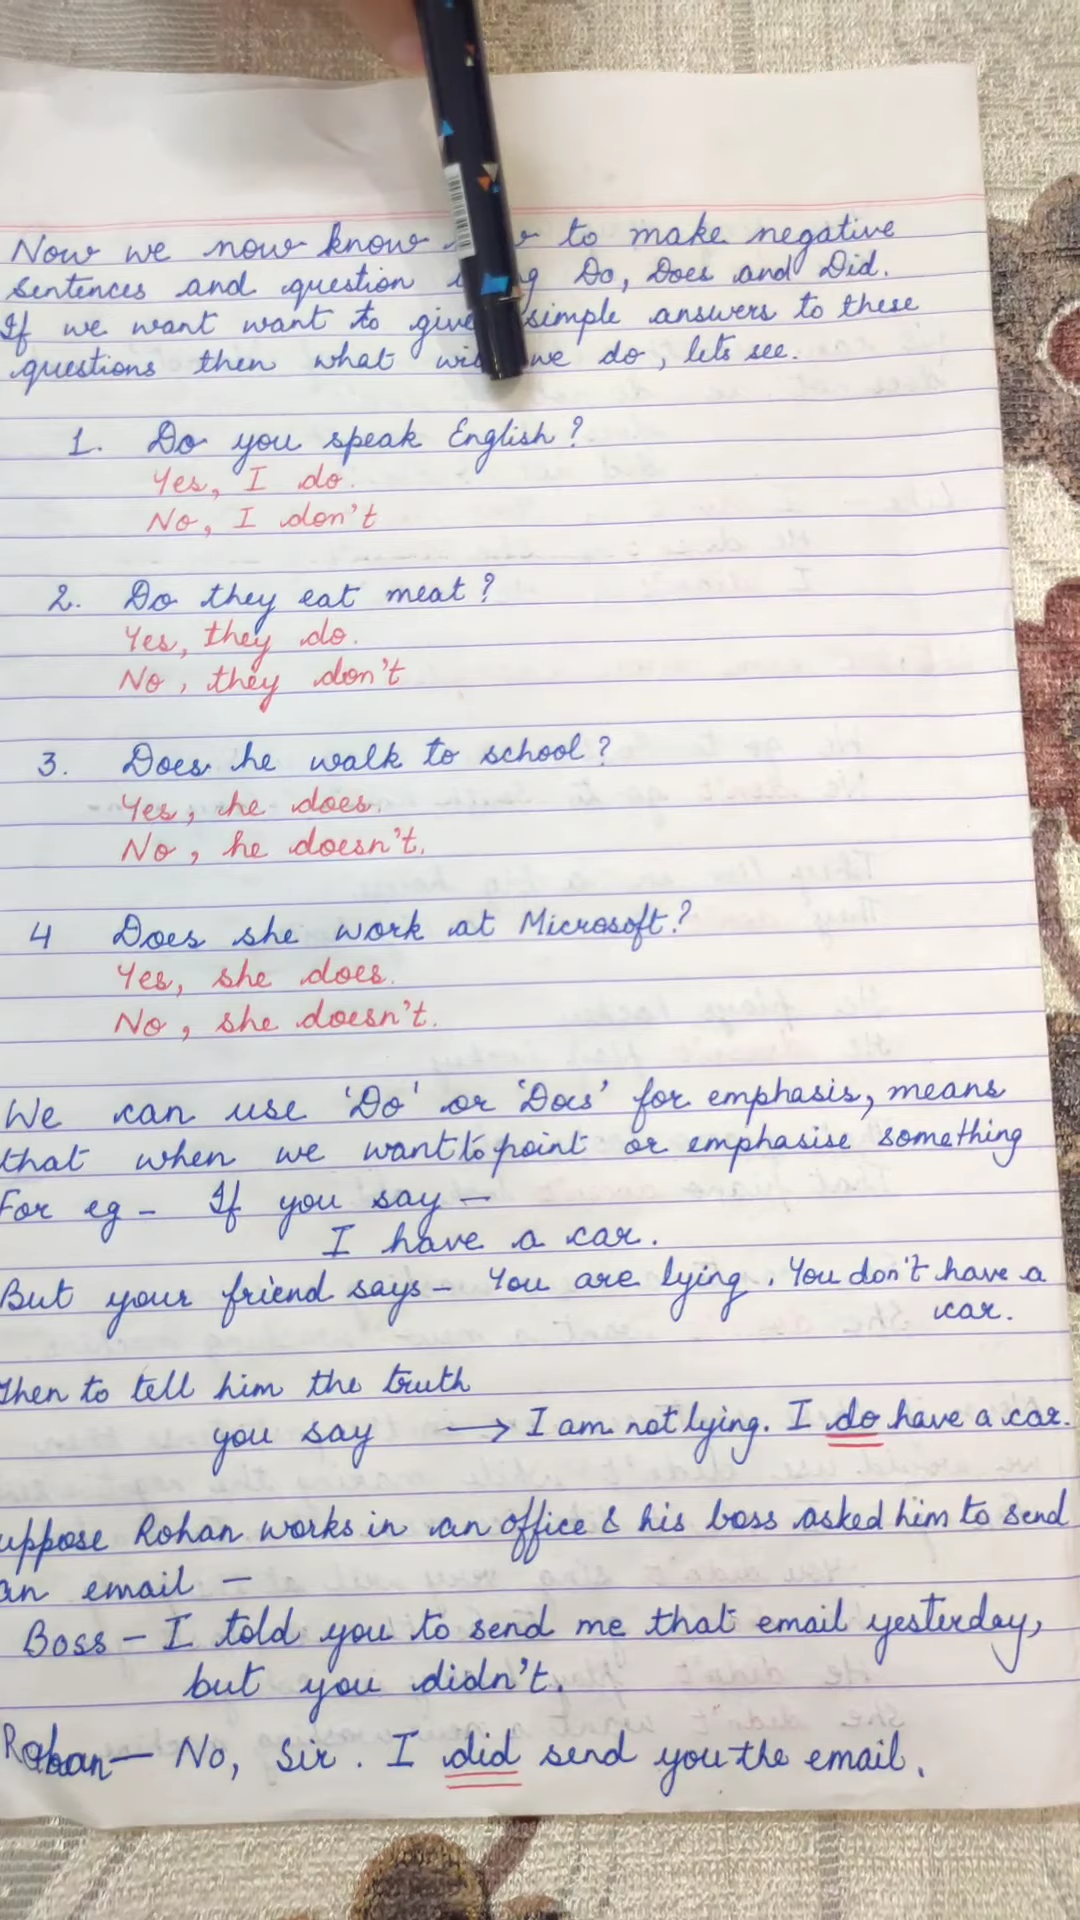 Now we now know to make negative
sentences and question Do, Does and Did.
If we want want to give simple answers to these
questions then what we do, lets see.
1. Do you speak English?
Yes, I do.
No, I don't
2. Do they eat meat?
Yes, they do.
No, they don't
3. Does he walk to school?
Yes, he does.
No, he doesn't.
4 Does she work at Microsoft?
Yes, she does.
No, she doesn't.
We can use 'Do' or 'Does' for emphasis, means
that when we want to point or emphasise something
For eg - If you say -
I have a car.
But your friend says - You are lying. You don't have a
car.
Then to tell him the truth
you say → I am not lying. I do have a car.
uppose Rohan works in an office & his boss asked him to send
an email -
Boss - I told you to send me that email yesterday,
but you didn't.
Rohan - No, Sir. I did send you the email.